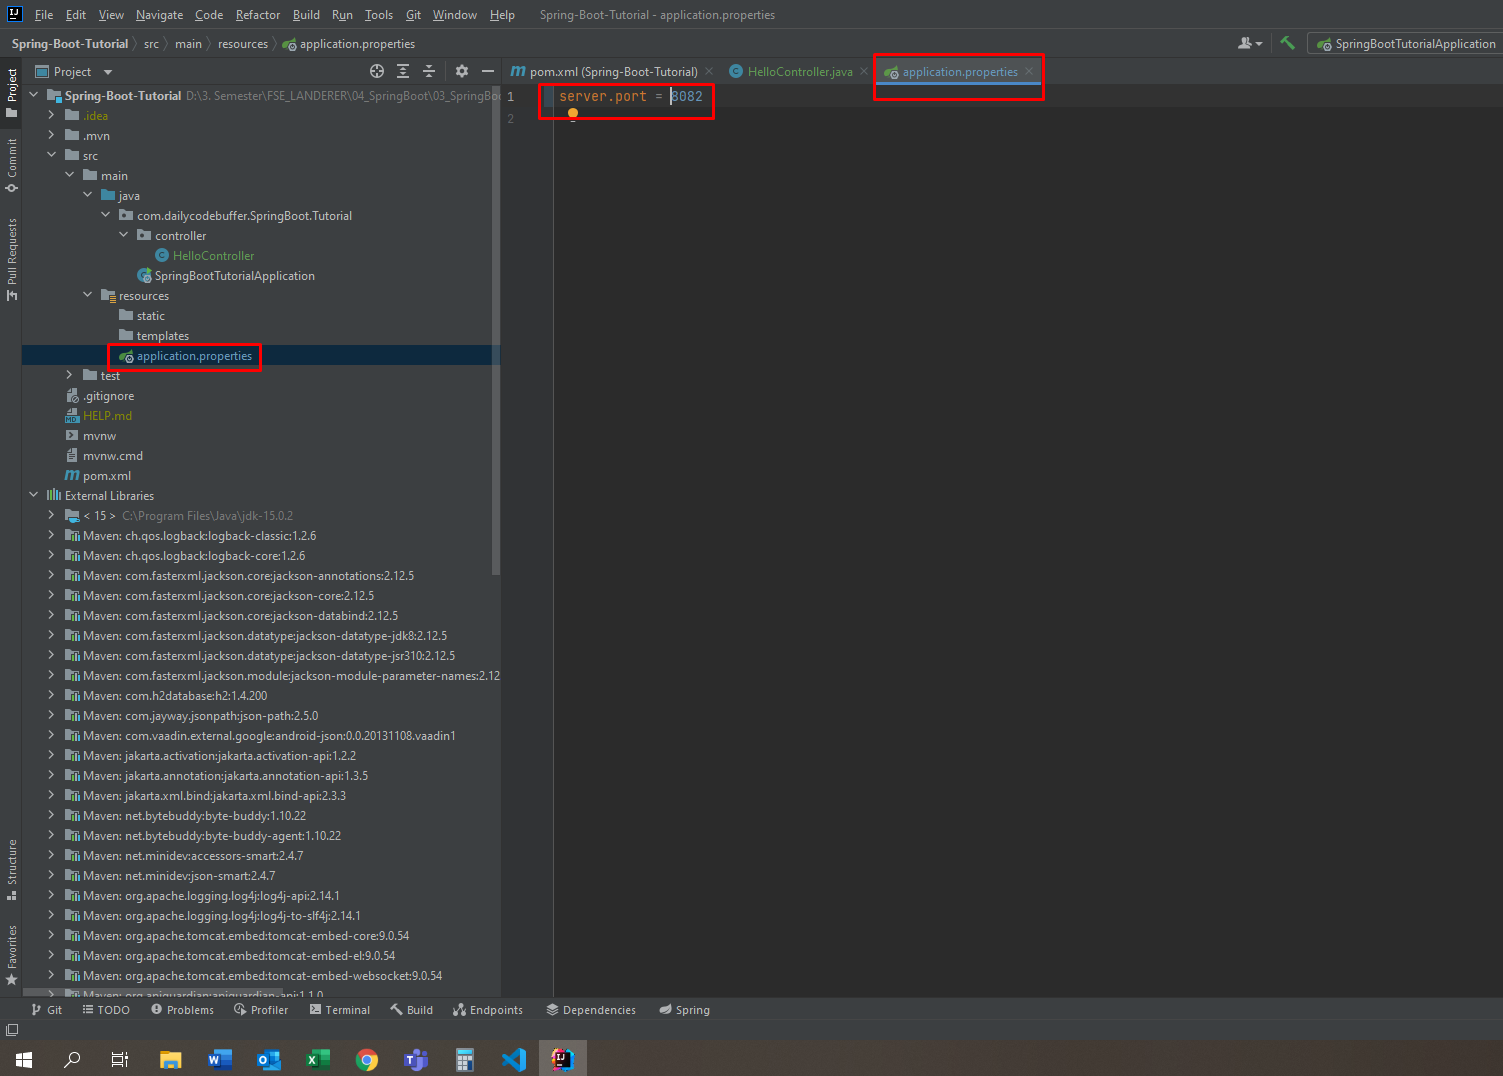 File Edit View Navigate Code Refactor Build Run Tools Git Window Help Spring-Boot-Tutorial - application.properties
Spring-Boot-Tutorial src main resources application.properties SpringBootTutorialApplication
Project
Project
Commit
Pull Requests
Structure
Favorites
pom.xml (Spring-Boot-Tutorial) HelloController.java application.properties
Spring-Boot-Tutorial D:\3. Semester\FSE_LANDERER\04_SpringBoot\03_SpringBoo
.idea
.mvn
src
main
java
com.dailycodebuffer.SpringBoot.Tutorial
controller
HelloController
SpringBootTutorialApplication
resources
static
templates
application.properties
test
.gitignore
HELP.md
mvnw
mvnw.cmd
pom.xml
External Libraries
< 15 > C:\Program Files\Java\jdk-15.0.2
Maven: ch.qos.logback:logback-classic:1.2.6
Maven: ch.qos.logback:logback-core:1.2.6
Maven: com.fasterxml.jackson.core:jackson-annotations:2.12.5
Maven: com.fasterxml.jackson.core:jackson-core:2.12.5
Maven: com.fasterxml.jackson.core:jackson-databind:2.12.5
Maven: com.fasterxml.jackson.datatype:jackson-datatype-jdk8:2.12.5
Maven: com.fasterxml.jackson.datatype:jackson-datatype-jsr310:2.12.5
Maven: com.fasterxml.jackson.module:jackson-module-parameter-names:2.12
Maven: com.h2database:h2:1.4.200
Maven: com.jayway.jsonpath:json-path:2.5.0
Maven: com.vaadin.external.google:android-json:0.0.20131108.vaadin1
Maven: jakarta.activation:jakarta.activation-api:1.2.2
Maven: jakarta.annotation:jakarta.annotation-api:1.3.5
Maven: jakarta.xml.bind:jakarta.xml.bind-api:2.3.3
Maven: net.bytebuddy:byte-buddy:1.10.22
Maven: net.bytebuddy:byte-buddy-agent:1.10.22
Maven: net.minidev:accessors-smart:2.4.7
Maven: net.minidev:json-smart:2.4.7
Maven: org.apache.logging.log4j:log4j-api:2.14.1
Maven: org.apache.logging.log4j:log4j-to-slf4j:2.14.1
Maven: org.apache.tomcat.embed:tomcat-embed-core:9.0.54
Maven: org.apache.tomcat.embed:tomcat-embed-el:9.0.54
Maven: org.apache.tomcat.embed:tomcat-embed-websocket:9.0.54
Maven: org.apiguardian:apiguardian-api:1.1.0
1 server.port = 8082
2
Git TODO Problems Profiler Terminal Build Endpoints Dependencies Spring